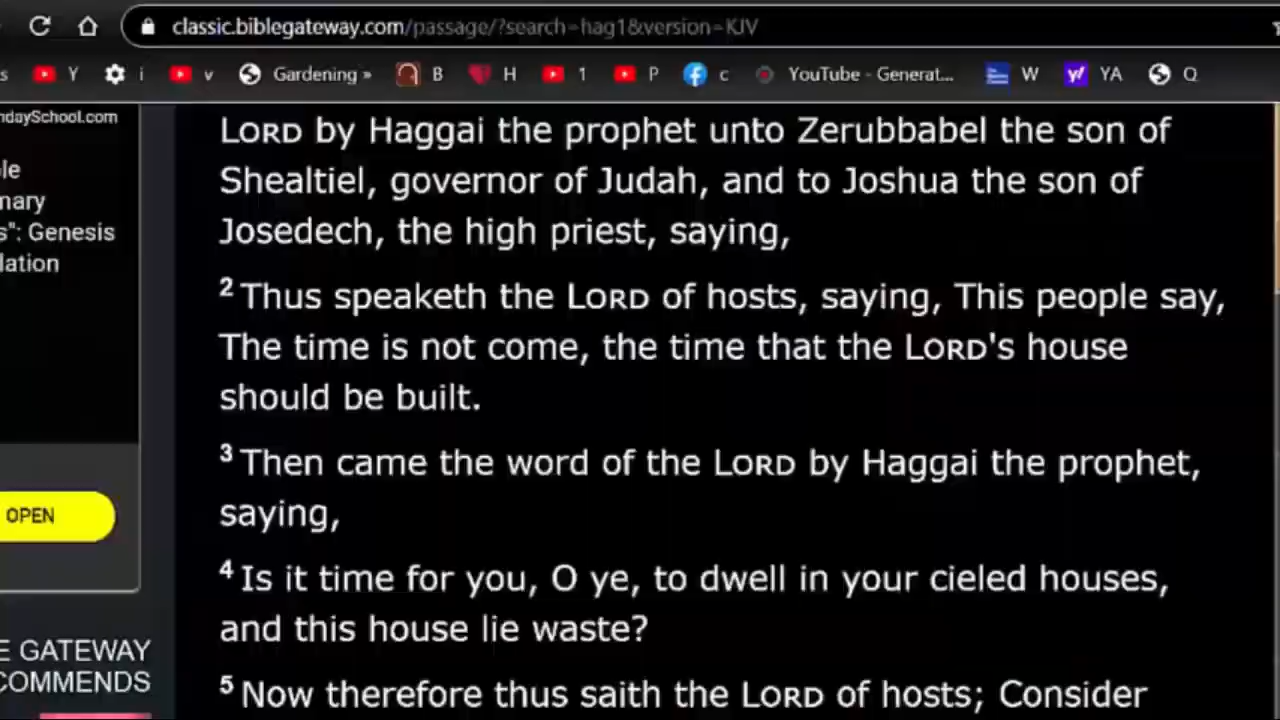 classic.biblegateway.com/passage/?search=hag1&version=KJV
s Y i v Gardening » B H 1 P c YouTube - Generat... W YA Q
ndaySchool.com
le
mary
s": Genesis
lation
OPEN
E GATEWAY
COMMENDS
LORD by Haggai the prophet unto Zerubbabel the son of
Shealtiel, governor of Judah, and to Joshua the son of
Josedech, the high priest, saying,
2 Thus speaketh the LORD of hosts, saying, This people say,
The time is not come, the time that the LORD's house
should be built.
3 Then came the word of the LORD by Haggai the prophet,
saying,
4 Is it time for you, O ye, to dwell in your cieled houses,
and this house lie waste?
5 Now therefore thus saith the LORD of hosts; Consider